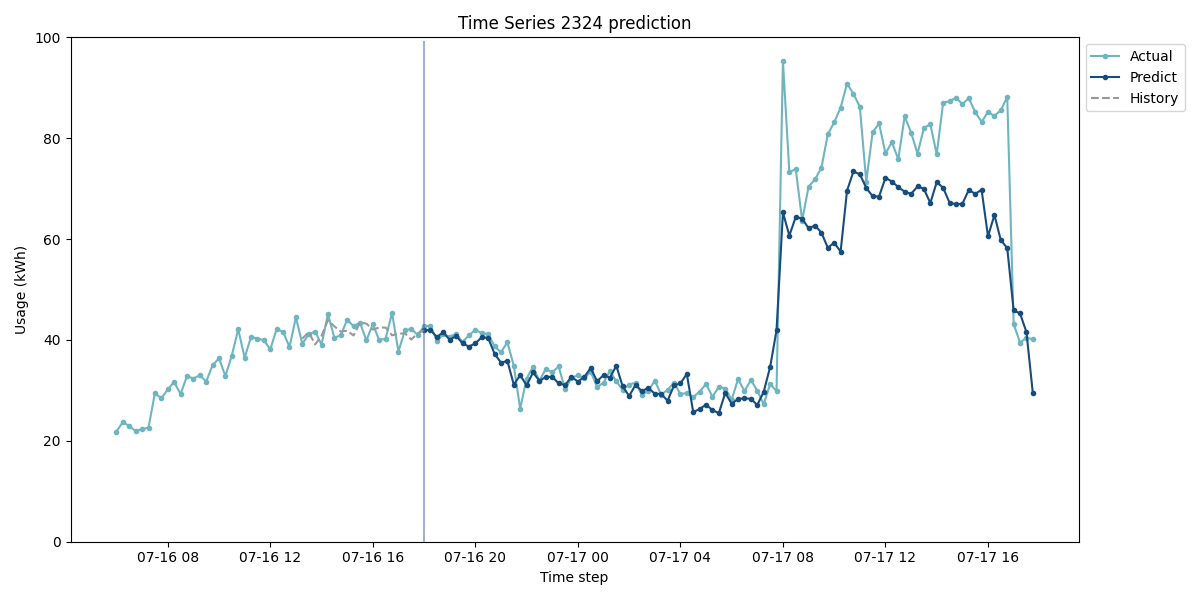 Time Series 2324 prediction
100
80
60
40
20
0
Usage (kWh)
07-16 08
07-16 12
07-16 16
07-16 20
07-17 00
07-17 04
07-17 08
07-17 12
07-17 16
Time step
Actual
Predict
History